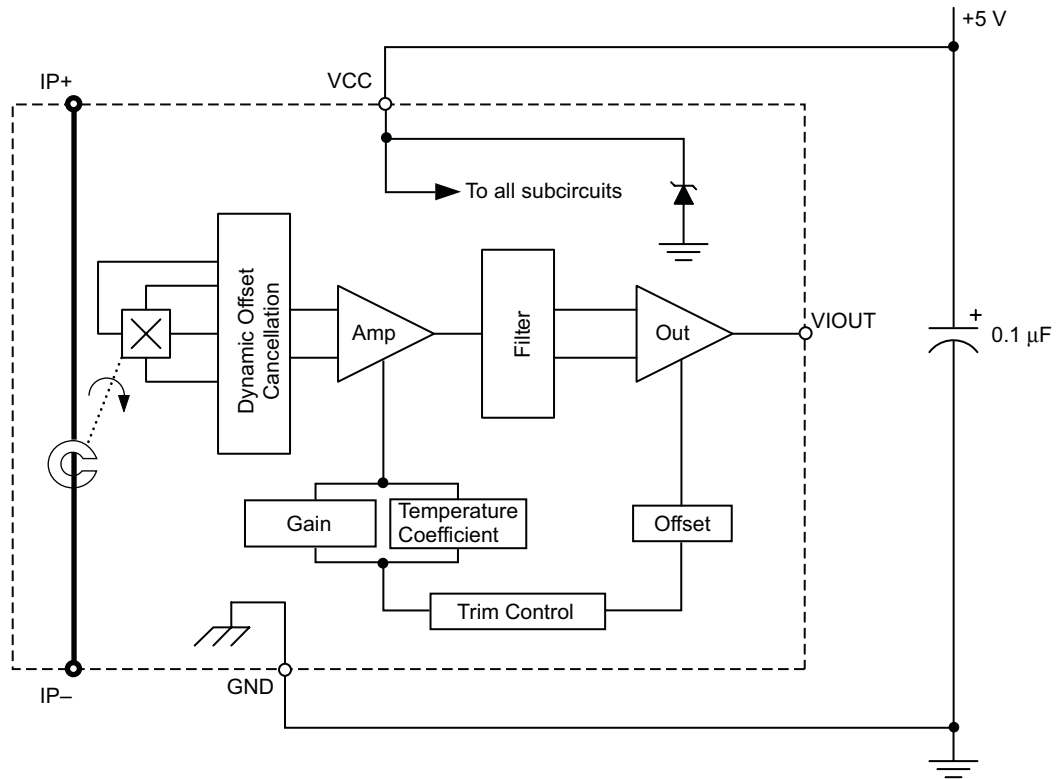 +5 V
VCC
IP+
To all subcircuits
Dynamic Offset
Cancellation
Amp
Filter
Out
VIOUT
+
0.1 μF
Gain
Temperature
Coefficient
Offset
Trim Control
GND
IP–